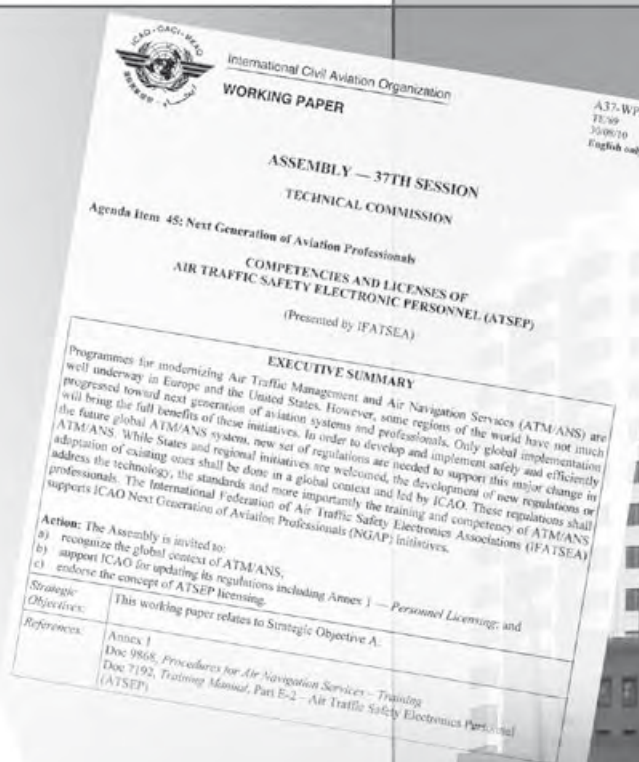 ICAO · OACI · ИКАО
International Civil Aviation Organization
WORKING PAPER
A37-WP
TE/69
30/08/10
English only
ASSEMBLY — 37TH SESSION
TECHNICAL COMMISSION
Agenda Item 45: Next Generation of Aviation Professionals
COMPETENCIES AND LICENSES OF
AIR TRAFFIC SAFETY ELECTRONIC PERSONNEL (ATSEP)
(Presented by IFATSEA)
EXECUTIVE SUMMARY
Programmes for modernizing Air Traffic Management and Air Navigation Services (ATM/ANS) are
well underway in Europe and the United States. However, some regions of the world have not much
progressed toward next generation of aviation systems and professionals. Only global implementation
will bring the full benefits of these initiatives. In order to develop and implement safely and efficiently
the future global ATM/ANS system, new set of regulations are needed to support this major change in
ATM/ANS. While States and regional initiatives are welcomed, the development of new regulations or
adaptation of existing ones shall be done in a global context and led by ICAO. These regulations shall
address the technology, the standards and more importantly the training and competency of ATM/ANS
professionals. The International Federation of Air Traffic Safety Electronics Associations (IFATSEA)
supports ICAO Next Generation of Aviation Professionals (NGAP) initiatives.
Action: The Assembly is invited to:
a) recognize the global context of ATM/ANS;
b) support ICAO for updating its regulations including Annex 1 — Personnel Licensing; and
c) endorse the concept of ATSEP licensing.
Strategic Objectives: This working paper relates to Strategic Objective A.
References: Annex 1
Doc 9868, Procedures for Air Navigation Services – Training
Doc 7192, Training Manual, Part E-2 – Air Traffic Safety Electronics Personnel
(ATSEP)